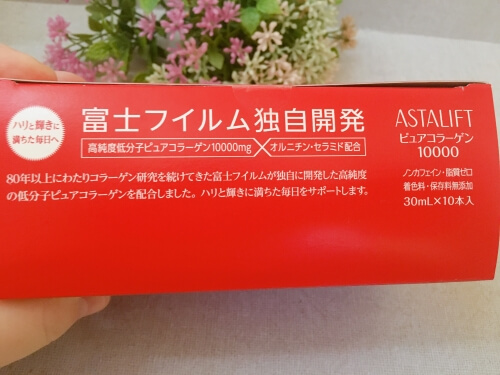 ハリと輝きに
満ちた毎日へ
富士フイルム独自開発
高純度低分子ピュアコラーゲン10000mg×オルニチン・セラミド配合
80年以上にわたりコラーゲン研究を続けてきた富士フイルムが独自に開発した高純度
の低分子ピュアコラーゲンを配合しました。ハリと輝きに満ちた毎日をサポートします。
ASTALIFT
ピュアコラーゲン
10000
ノンカフェイン・脂質ゼロ
着色料・保存料無添加
30mL×10本入